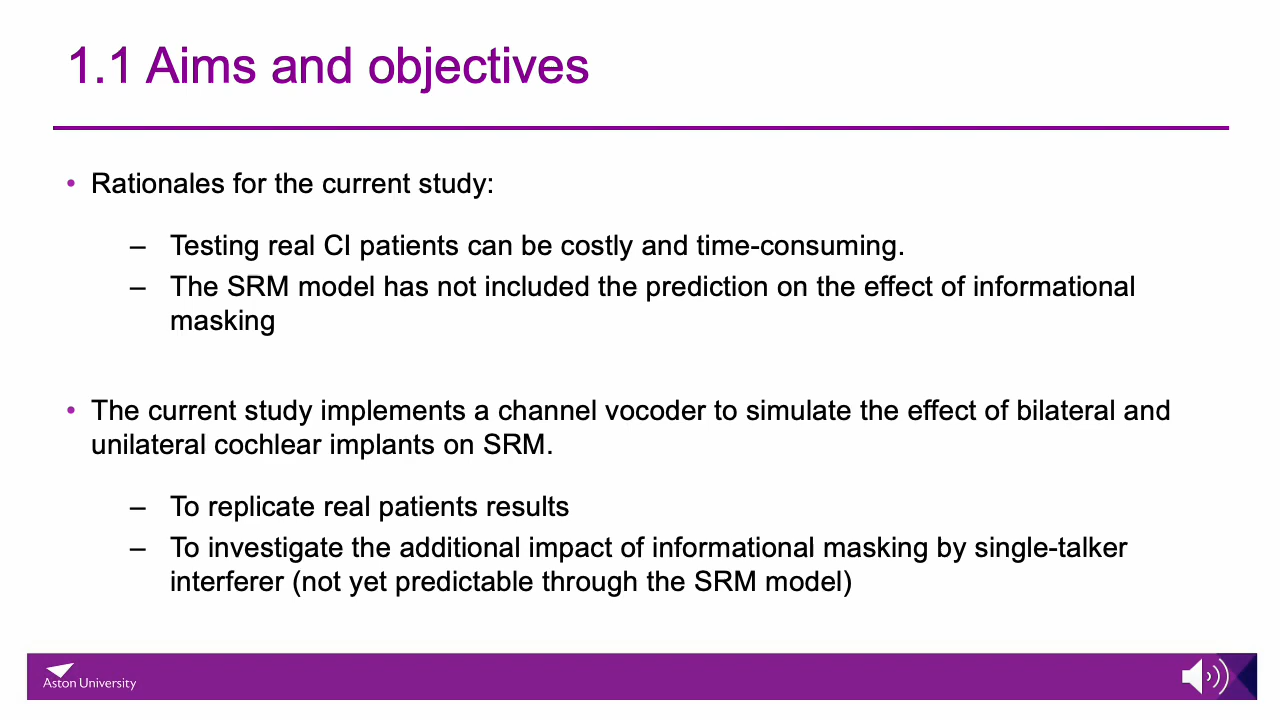 1.1 Aims and objectives
• Rationales for the current study:
– Testing real CI patients can be costly and time-consuming.
– The SRM model has not included the prediction on the effect of informational
masking
• The current study implements a channel vocoder to simulate the effect of bilateral and
unilateral cochlear implants on SRM.
– To replicate real patients results
– To investigate the additional impact of informational masking by single-talker
interferer (not yet predictable through the SRM model)
Aston University